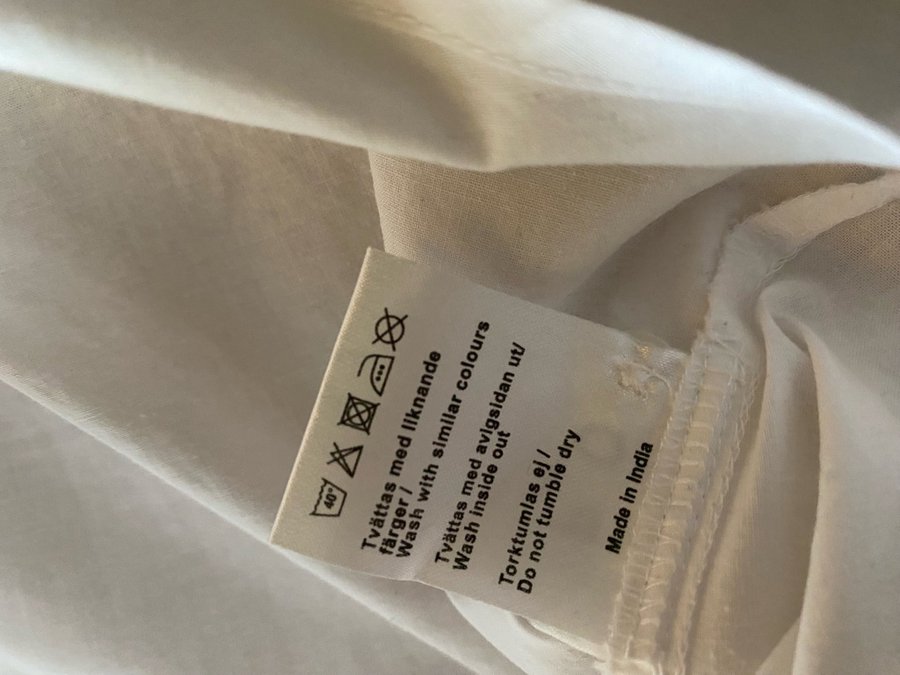 40°
Tvättas med liknande
färger /
Wash with similar colours
Tvättas med avigsidan ut/
Wash inside out
Torktumlas ej /
Do not tumble dry
Made in India